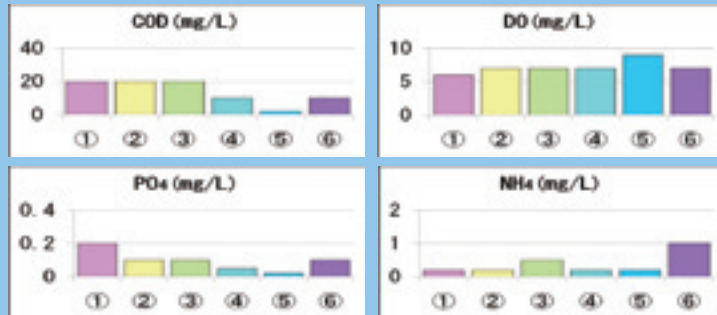 COD (mg/L)
40
20
0
① ② ③ ④ ⑤ ⑥
DO (mg/L)
10
5
0
① ② ③ ④ ⑤ ⑥
PO₄ (mg/L)
0. 4
0. 2
0
① ② ③ ④ ⑤ ⑥
NH₄ (mg/L)
2
1
0
① ② ③ ④ ⑤ ⑥